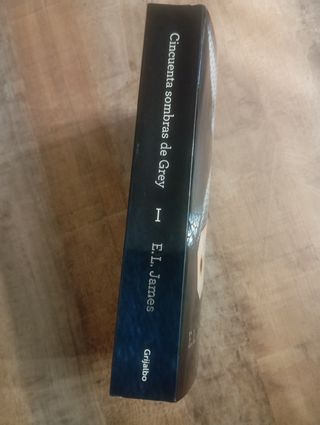 Cincuenta sombras de Grey
I
E.L. James
Grijalbo
E.